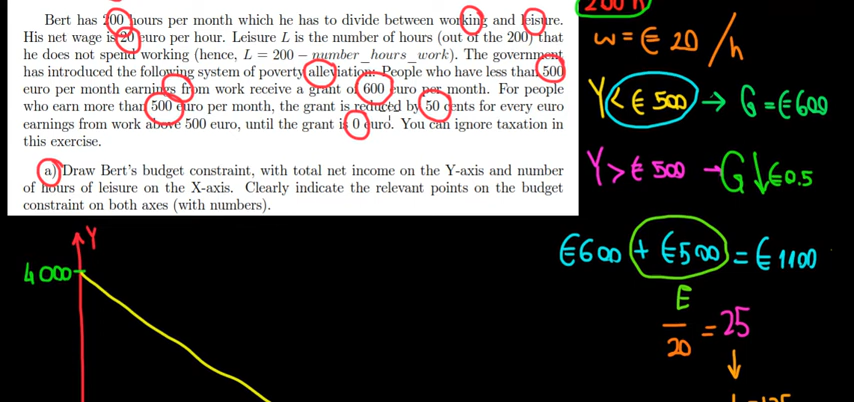 Bert has 200 hours per month which he has to divide between working and leisure.
His net wage is 20 euro per hour. Leisure L is the number of hours (out of the 200) that
he does not spend working (hence, L = 200 − number_hours_work). The government
has introduced the following system of poverty alleviation: People who have less than 500
euro per month earnings from work receive a grant of 600 euro per month. For people
who earn more than 500 euro per month, the grant is reduced by 50 cents for every euro
earnings from work above 500 euro, until the grant is 0 euro. You can ignore taxation in
this exercise.
a) Draw Bert's budget constraint, with total net income on the Y-axis and number
of hours of leisure on the X-axis. Clearly indicate the relevant points on the budget
constraint on both axes (with numbers).
200 h
w = € 20 / h
Y < € 500 → G = € 600
Y > € 500 → G ↓ € 0.5
€600 + €500 = € 1100
E / 20 = 25
Y
4000